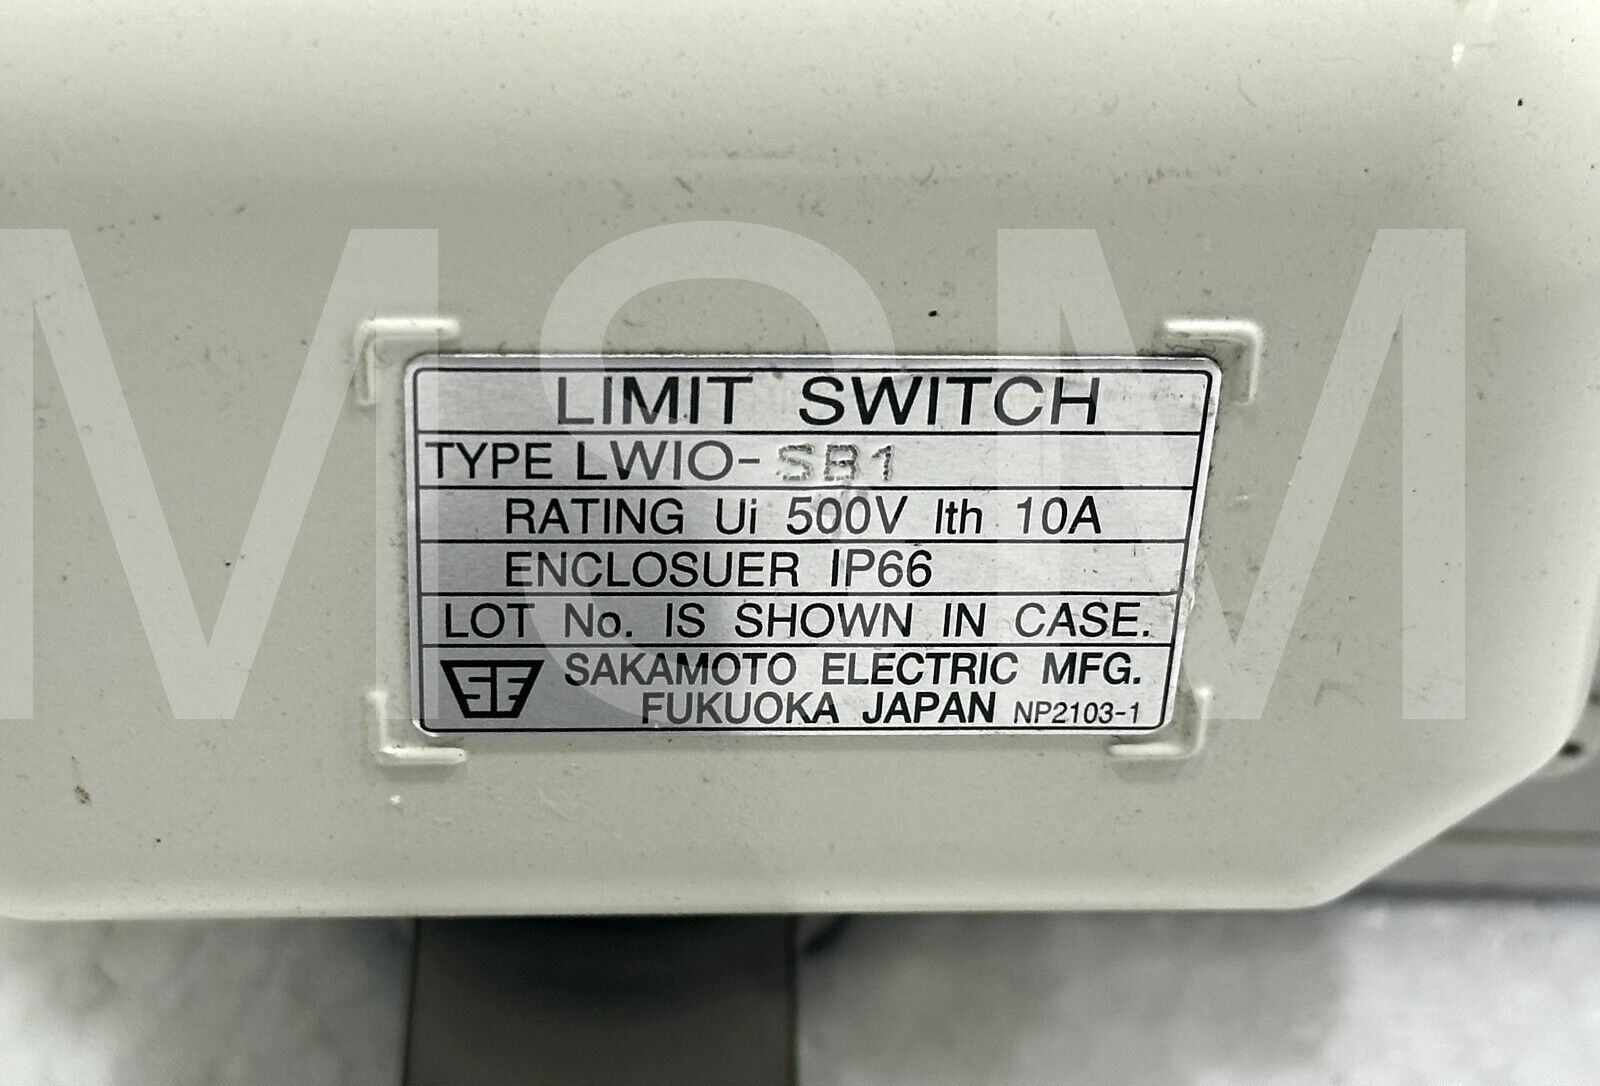 MSM
LIMIT SWITCH
TYPE LW10-SB1
RATING Ui 500V Ith 10A
ENCLOSUER IP66
LOT No. IS SHOWN IN CASE.
SE SAKAMOTO ELECTRIC MFG.
FUKUOKA JAPAN NP2103-1